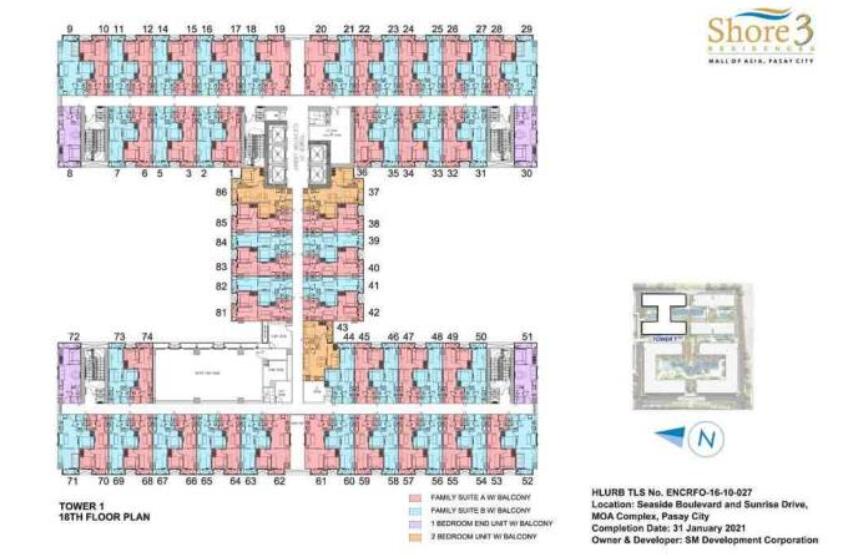 Shore 3
RESIDENCES
MALL OF ASIA, PASAY CITY
9 10 11 12 14 15 16 17 18 19 20 21 22 23 24 25 26 27 28 29
8 7 6 5 3 2 1 36 35 34 33 32 31 30
86 37
85 38
84 39
83 40
82 41
81 42
43
72 73 74 44 45 46 47 48 49 50 51
71 70 69 68 67 66 65 64 63 62 61 60 59 58 57 56 55 54 53 52
TOWER 1
N
TOWER 1
18TH FLOOR PLAN
FAMILY SUITE A W/ BALCONY
FAMILY SUITE B W/ BALCONY
1 BEDROOM END UNIT W/ BALCONY
2 BEDROOM UNIT W/ BALCONY
HLURB TLS No. ENCRFO-16-10-027
Location: Seaside Boulevard and Sunrise Drive,
MOA Complex, Pasay City
Completion Date: 31 January 2021
Owner & Developer: SM Development Corporation